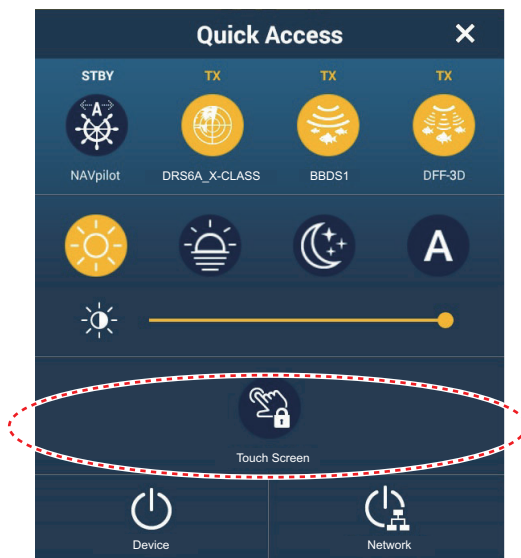 Quick Access
STBY TX TX TX
A
NAVpilot DRS6A_X-CLASS BBDS1 DFF-3D
A
Touch Screen
Device Network